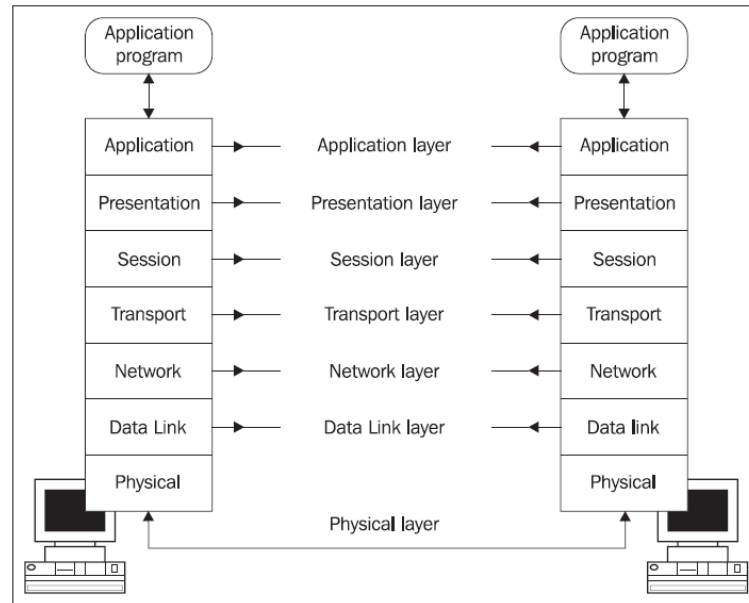 Application
program
Application
program
Application
Application layer
Application
Presentation
Presentation layer
Presentation
Session
Session layer
Session
Transport
Transport layer
Transport
Network
Network layer
Network
Data Link
Data Link layer
Data link
Physical
Physical
Physical layer